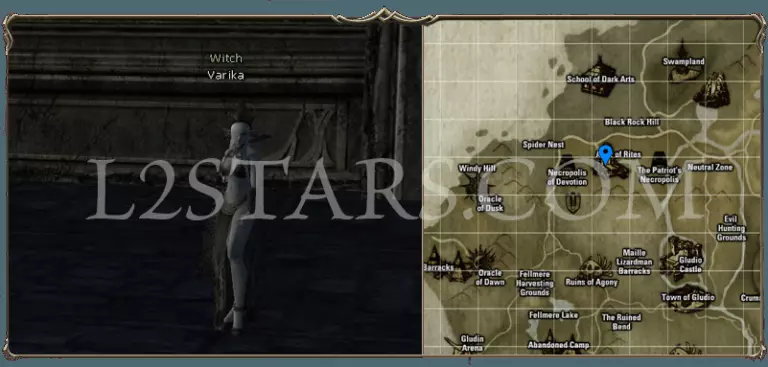 Witch
Varika
L2STARS.COM
Swampland
School of Dark Arts
Black Rock Hill
Spider Nest
of Rites
Windy Hill
Necropolis
of Devotion
The Patriot's
Necropolis
Neutral Zone
Oracle
of Dusk
Evil
Hunting
Grounds
Barracks
Oracle
of Dawn
Fellmere
Harvesting
Grounds
Ruins of Agony
Maille
Lizardman
Barracks
Gludio
Castle
Town of Gludio
Crum
Fellmere Lake
The Ruined
Bend
Gludin
Arena
Abandoned Camp